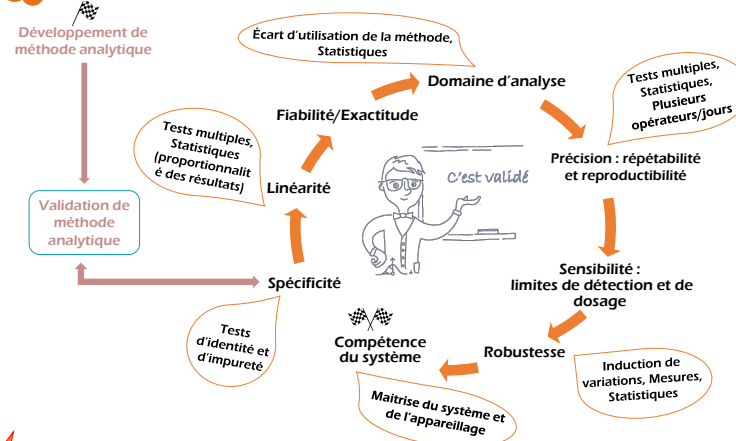 Développement de
méthode analytique
Validation de
méthode
analytique
Spécificité
Tests
d'identité et
d'impureté
Linéarité
Tests multiples,
Statistiques
(proportionnalit
é des résultats)
Fiabilité/Exactitude
Écart d'utilisation de la méthode,
Statistiques
Domaine d'analyse
Tests multiples,
Statistiques,
Plusieurs
opérateurs/jours
Précision : répétabilité
et reproductibilité
C'est validé
Sensibilité :
limites de détection et de
dosage
Robustesse
Induction de
variations, Mesures,
Statistiques
Compétence
du système
Maitrise du système et
de l'appareillage